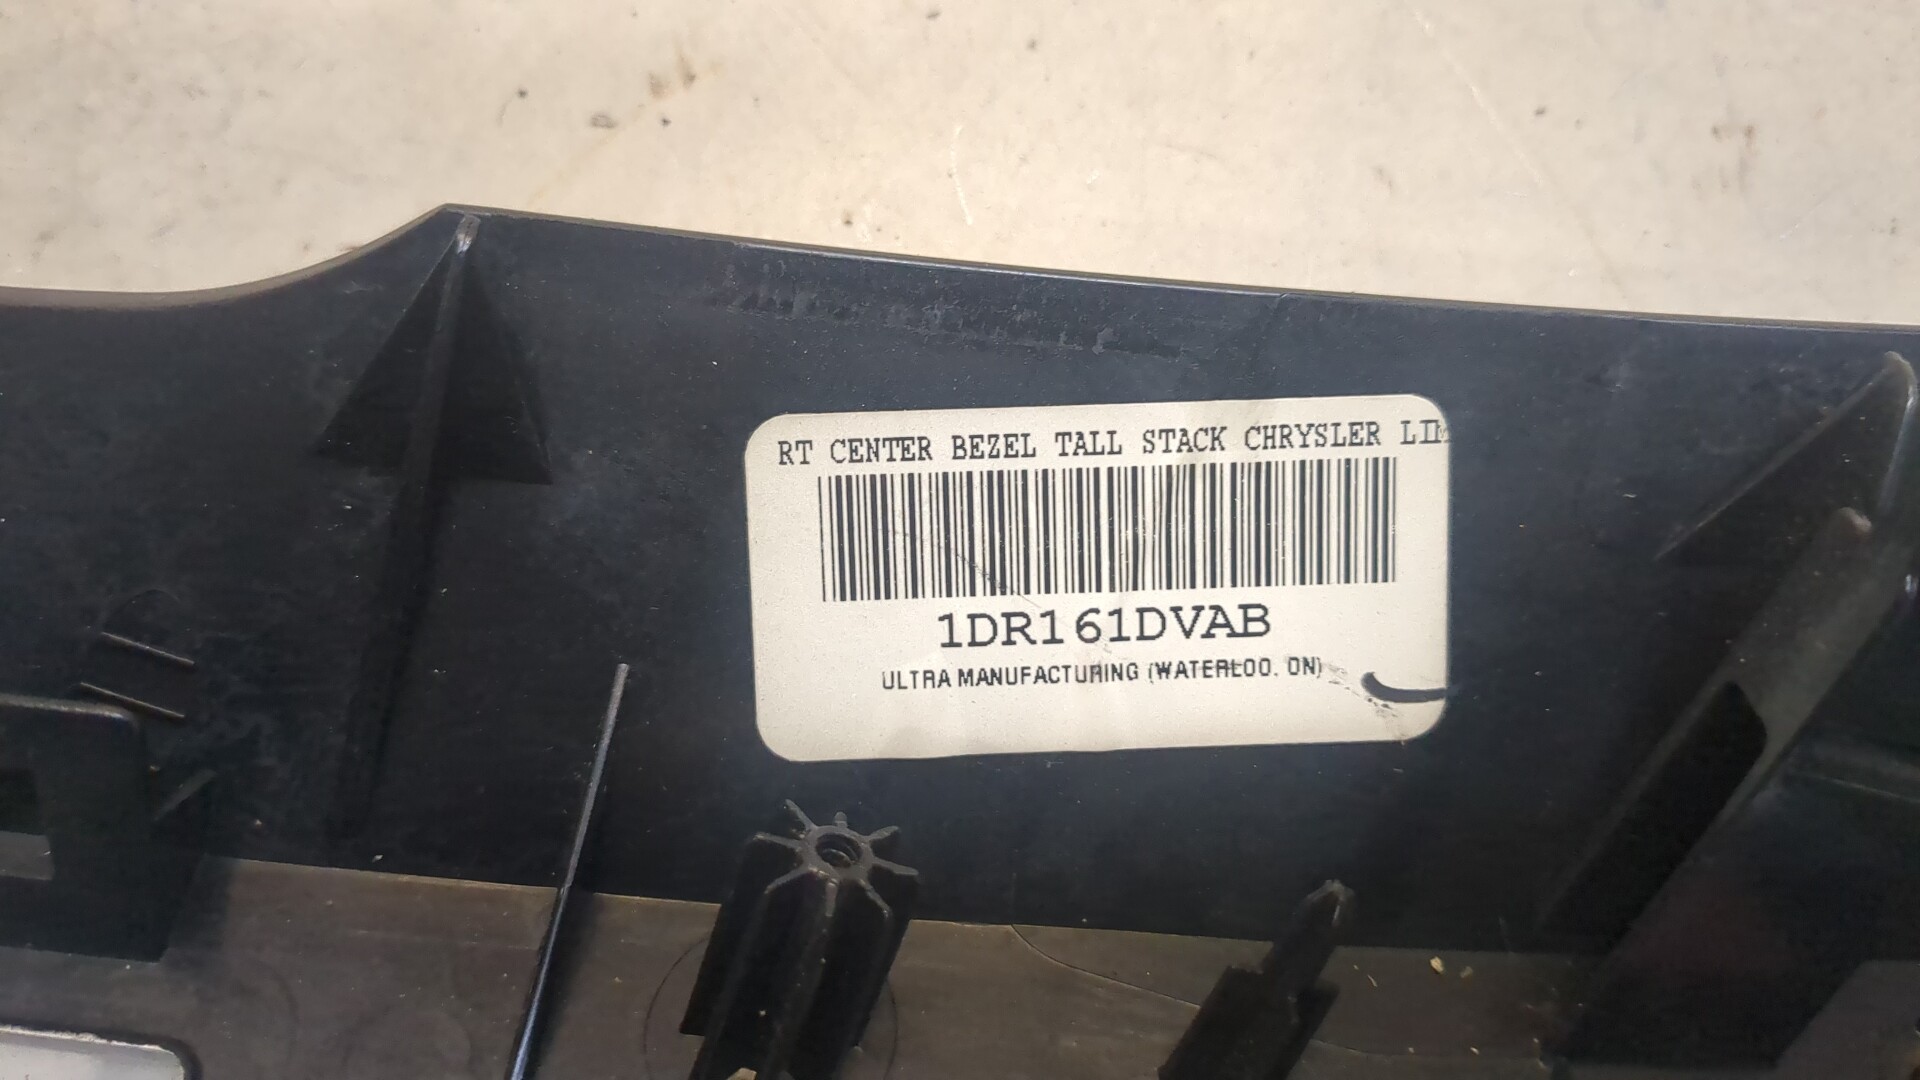 RT CENTER BEZEL TALL STACK CHRYSLER
1DR161DVAB
ULTRA MANUFACTURING (WATERLOO, ON)